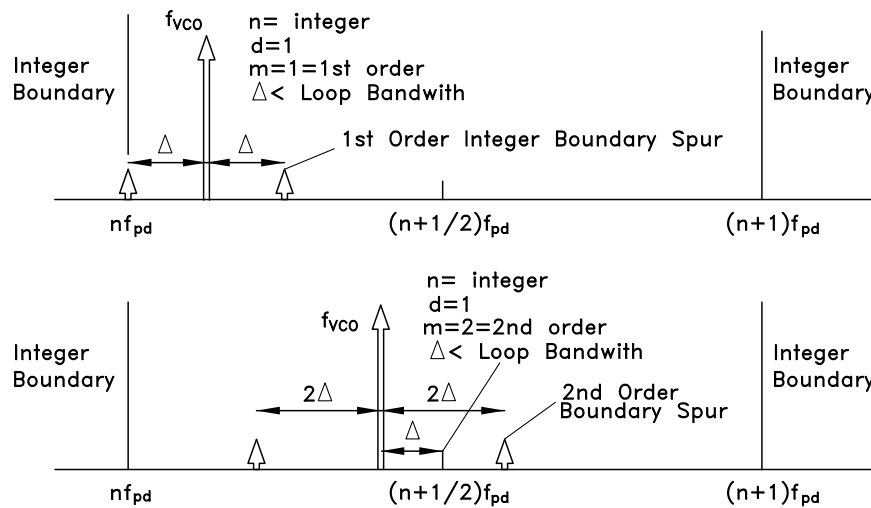 fVCO
n= integer
d=1
m=1=1st order
△< Loop Bandwith
Integer
Boundary
Integer
Boundary
△
△
1st Order Integer Boundary Spur
nfpd
(n+1/2)fpd
(n+1)fpd
n= integer
d=1
m=2=2nd order
△< Loop Bandwith
fVCO
Integer
Boundary
Integer
Boundary
2△
2△
2nd Order
Boundary Spur
△
nfpd
(n+1/2)fpd
(n+1)fpd